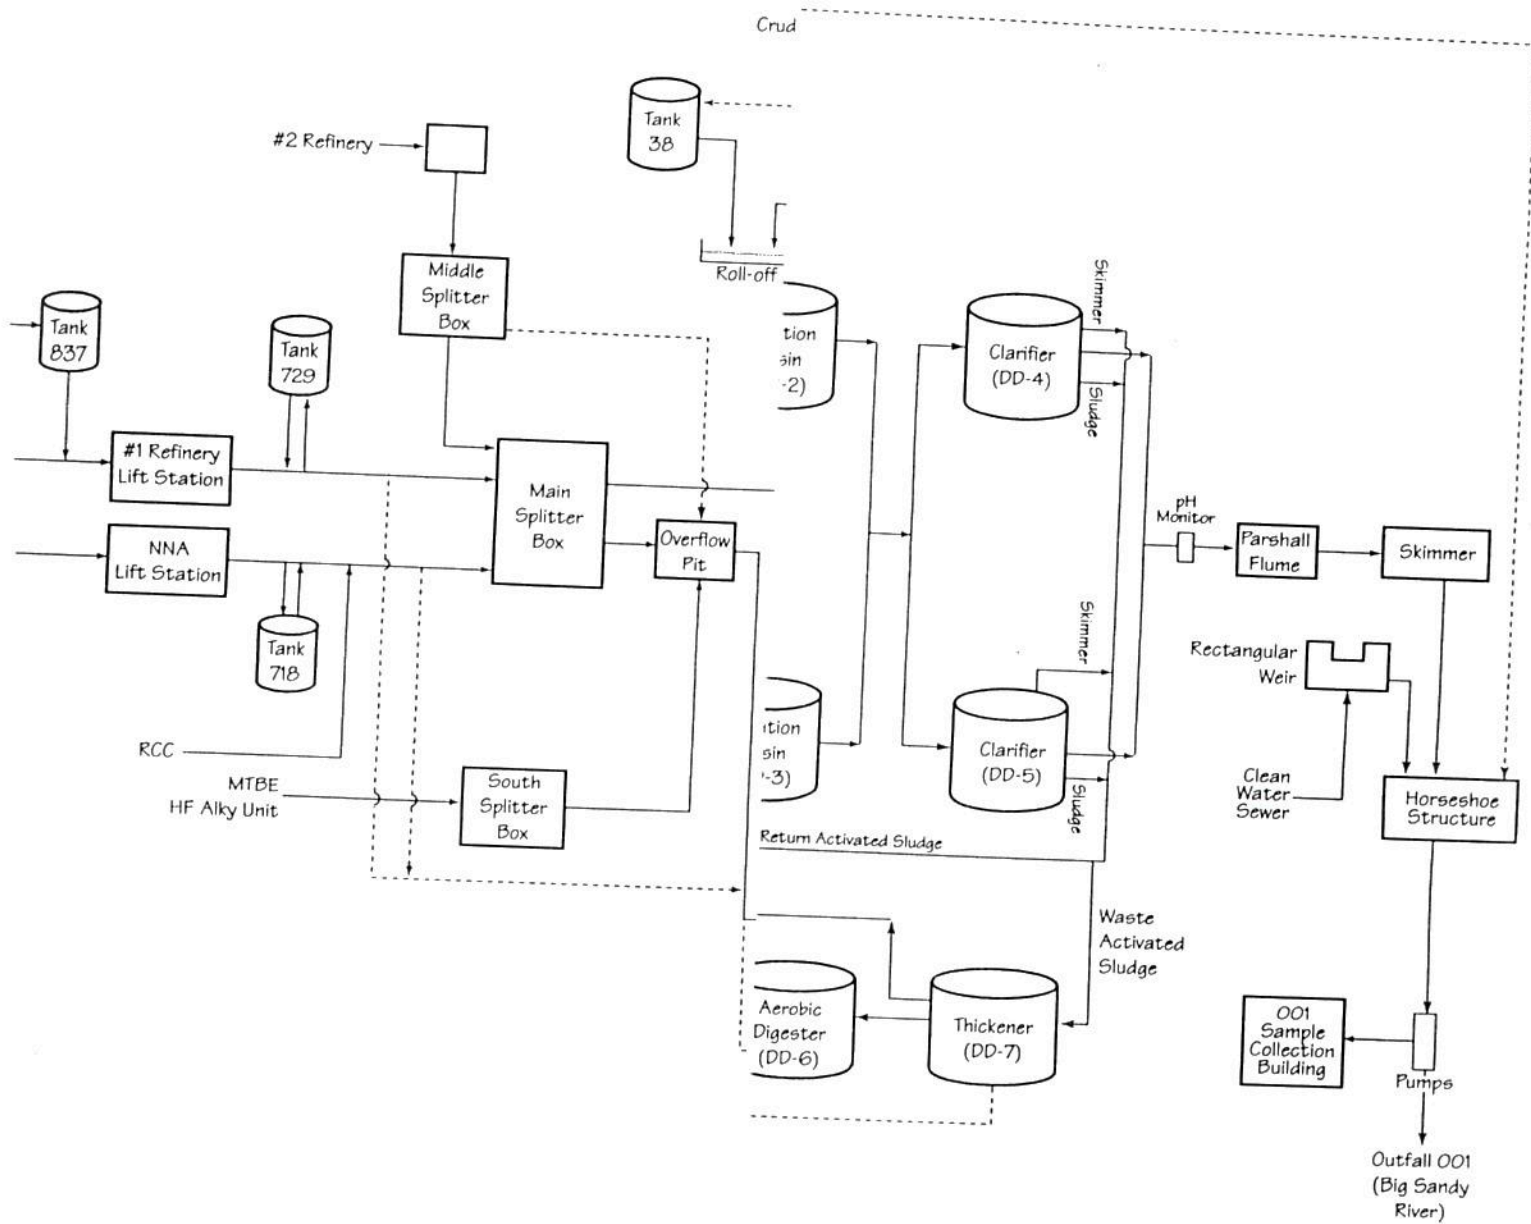 Crud
Tank
38
#2 Refinery
Roll-off
Middle
Splitter
Box
Skimmer
Tank
837
Tank
729
Clarifier
(DD-4)
Sludge
#1 Refinery
Lift Station
Main
Splitter
Box
Overflow
Pit
pH
Monitor
Parshall
Flume
Skimmer
NNA
Lift Station
Tank
718
Skimmer
Rectangular
Weir
RCC
MTBE
HF Alky Unit
South
Splitter
Box
Clarifier
(DD-5)
Sludge
Clean
Water
Sewer
Horseshoe
Structure
Return Activated Sludge
Waste
Activated
Sludge
Aerobic
Digester
(DD-6)
Thickener
(DD-7)
001
Sample
Collection
Building
Pumps
Outfall 001
(Big Sandy
River)